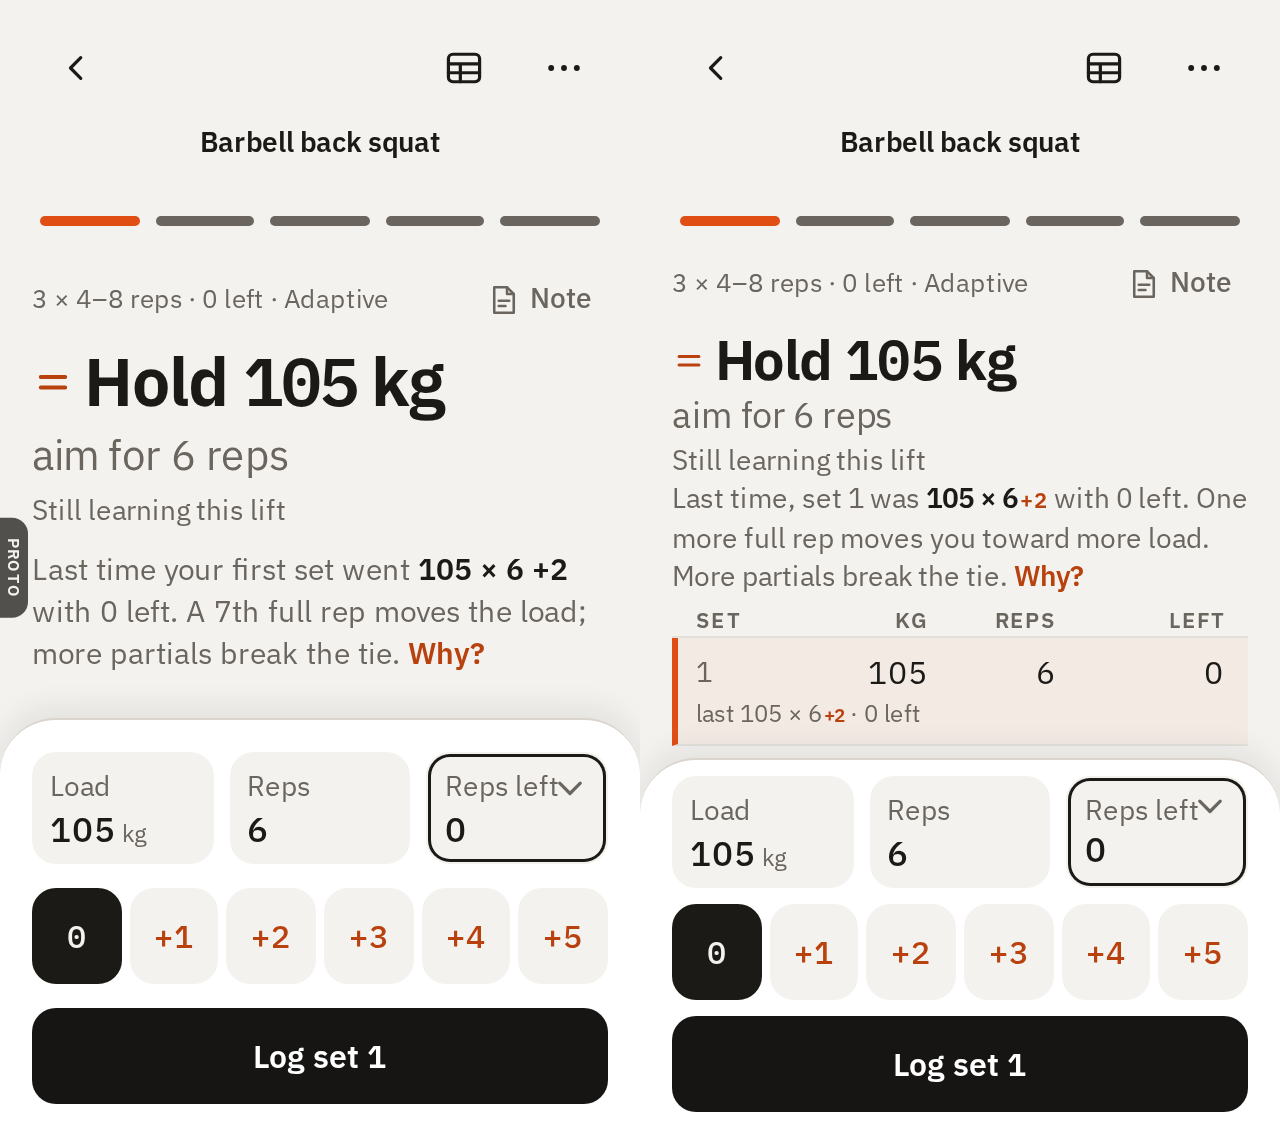 Barbell back squat
3 × 4–8 reps · 0 left · Adaptive
Note
= Hold 105 kg
aim for 6 reps
Still learning this lift
PROTO
Last time your first set went 105 × 6 +2
with 0 left. A 7th full rep moves the load;
more partials break the tie. Why?
Load
105 kg
Reps
6
Reps left
0
0 +1 +2 +3 +4 +5
Log set 1
Barbell back squat
3 × 4–8 reps · 0 left · Adaptive
Note
= Hold 105 kg
aim for 6 reps
Still learning this lift
Last time, set 1 was 105 × 6+2 with 0 left. One
more full rep moves you toward more load.
More partials break the tie. Why?
SET KG REPS LEFT
1 105 6 0
last 105 × 6+2 · 0 left
Load
105 kg
Reps
6
Reps left
0
0 +1 +2 +3 +4 +5
Log set 1